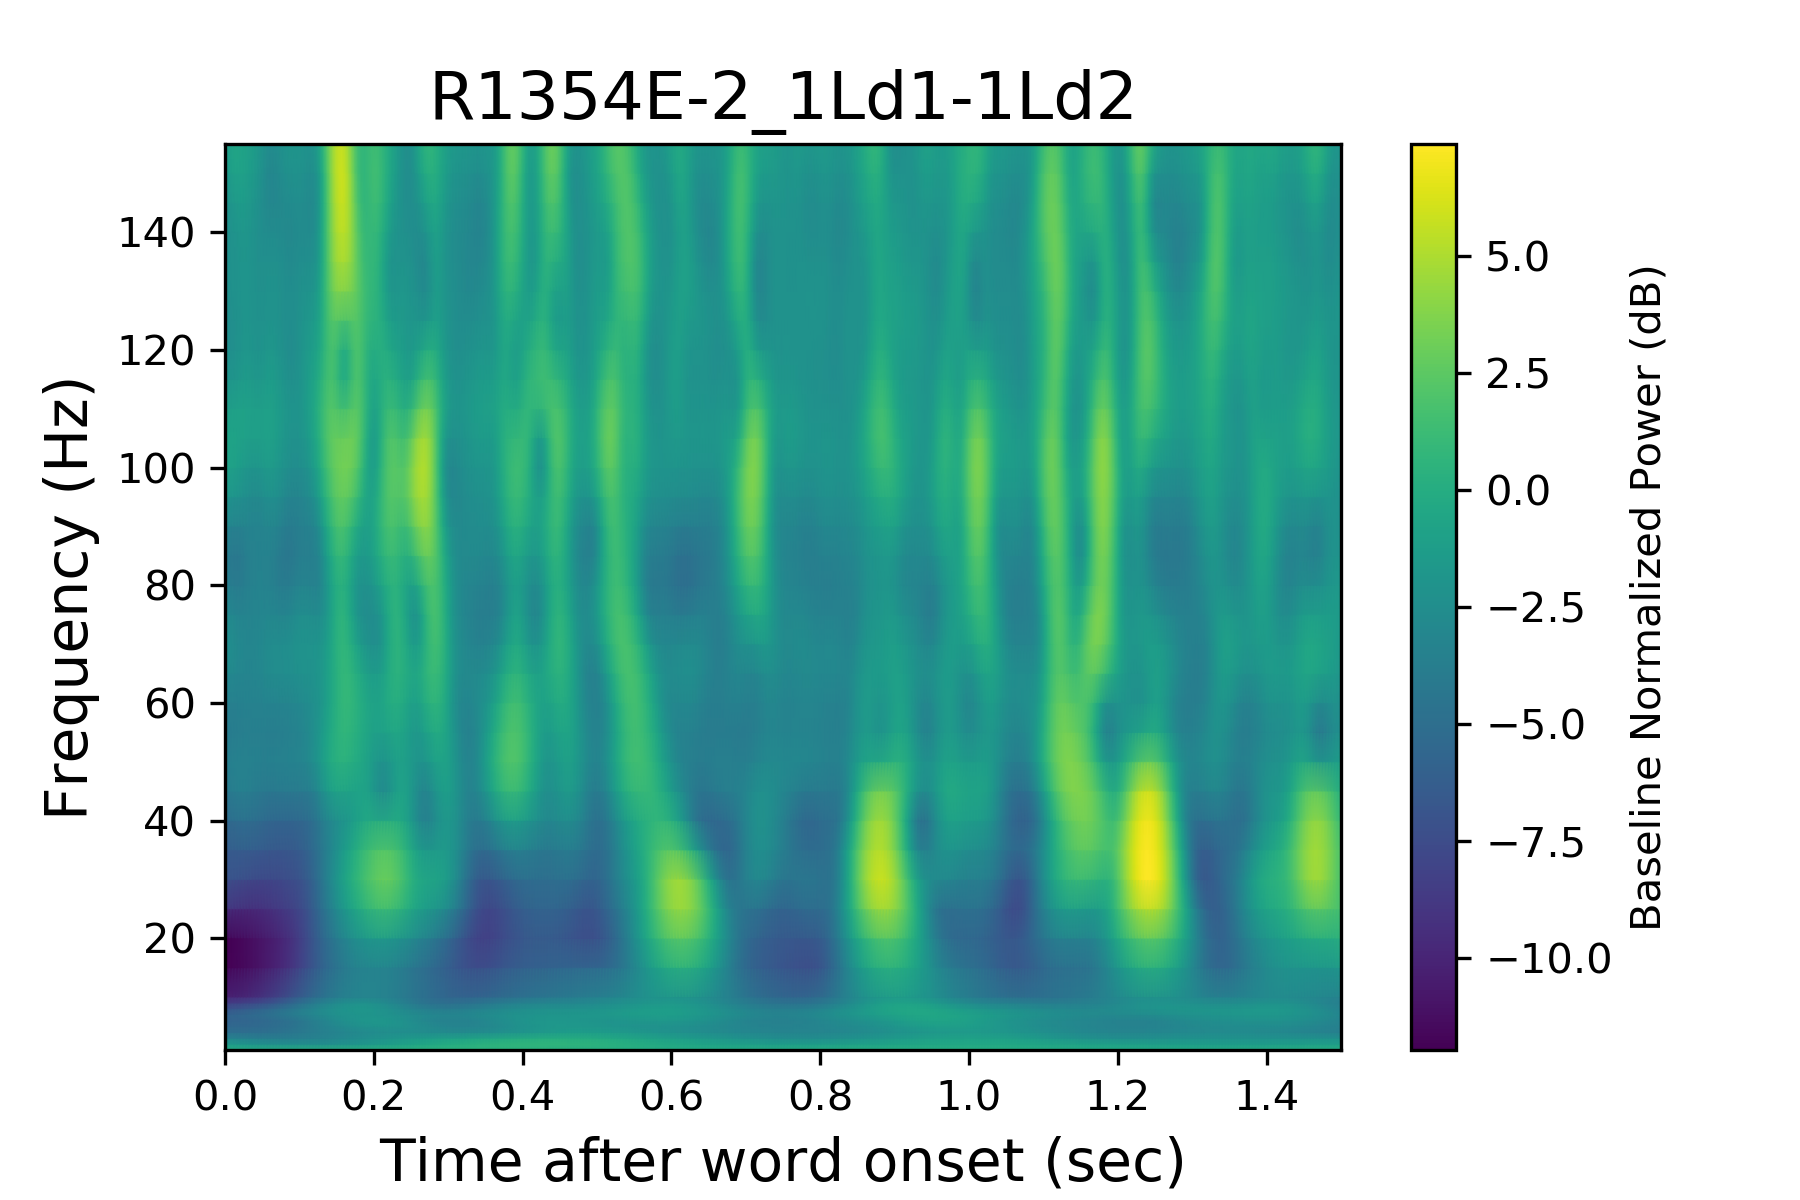 R1354E-2_1Ld1-1Ld2
Frequency (Hz)
140
120
100
80
60
40
20
0.0 0.2 0.4 0.6 0.8 1.0 1.2 1.4
Time after word onset (sec)
5.0
2.5
0.0
−2.5
−5.0
−7.5
−10.0
Baseline Normalized Power (dB)